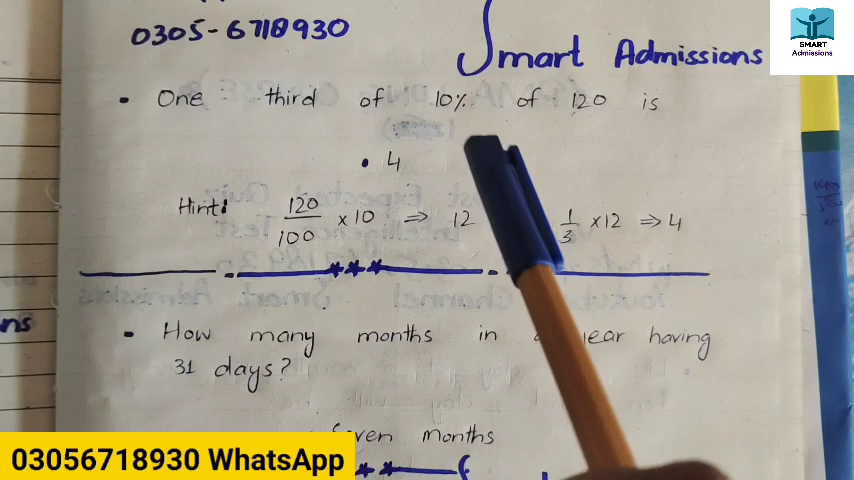 0305-6718930
Smart Admissions
SMART
Admissions
• One third of 10% of 120 is
• 4
Hint: 120/100 x 10 ⇒ 12 1/3 x 12 ⇒ 4
• How many months in year having
31 days?
Seven months
03056718930 WhatsApp